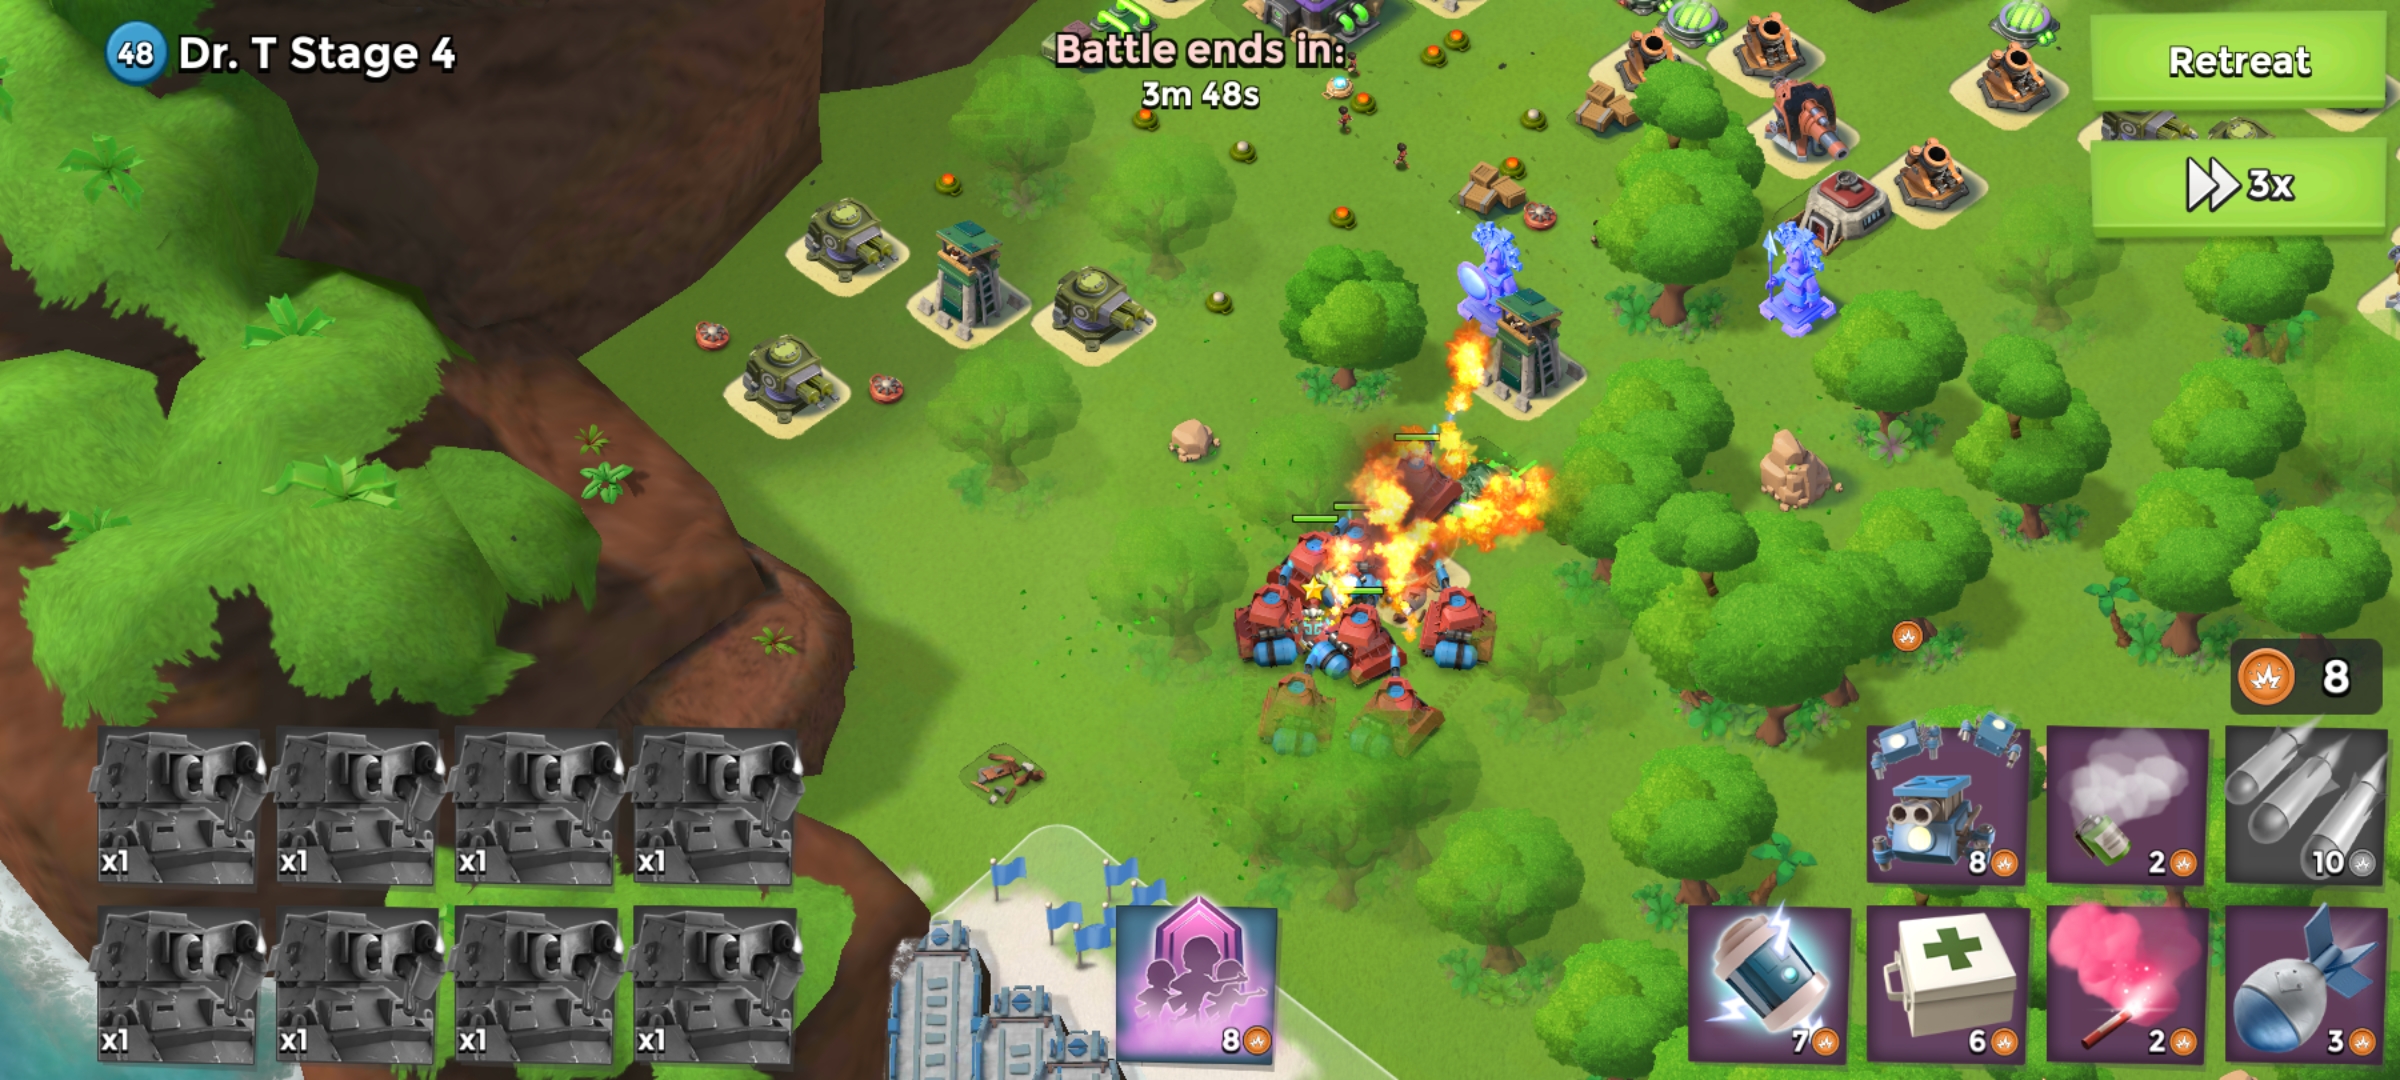 48 Dr. T Stage 4
Battle ends in:
3m 48s
Retreat
3x
8
x1 x1 x1 x1
8 2 10
x1 x1 x1 x1
8 7 6 2 3